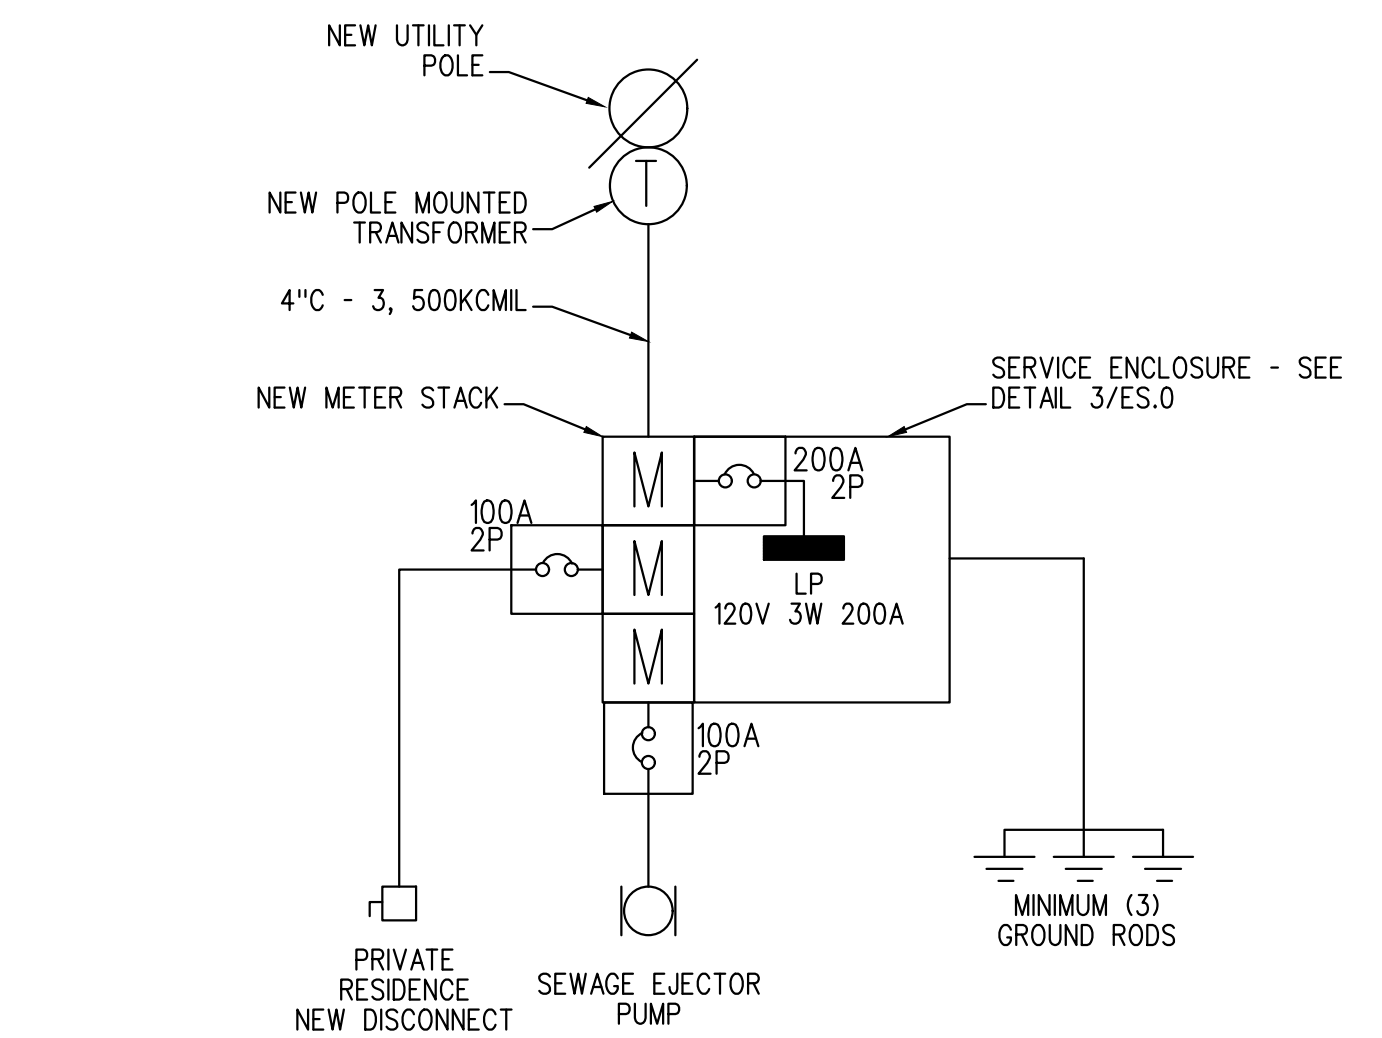 NEW UTILITY
POLE
T
NEW POLE MOUNTED
TRANSFORMER
4"C - 3, 500KCMIL
SERVICE ENCLOSURE - SEE
DETAIL 3/ES.0
NEW METER STACK
M
200A
2P
100A
2P
M
LP
120V 3W 200A
M
100A
2P
MINIMUM (3)
GROUND RODS
PRIVATE
RESIDENCE
NEW DISCONNECT
SEWAGE EJECTOR
PUMP